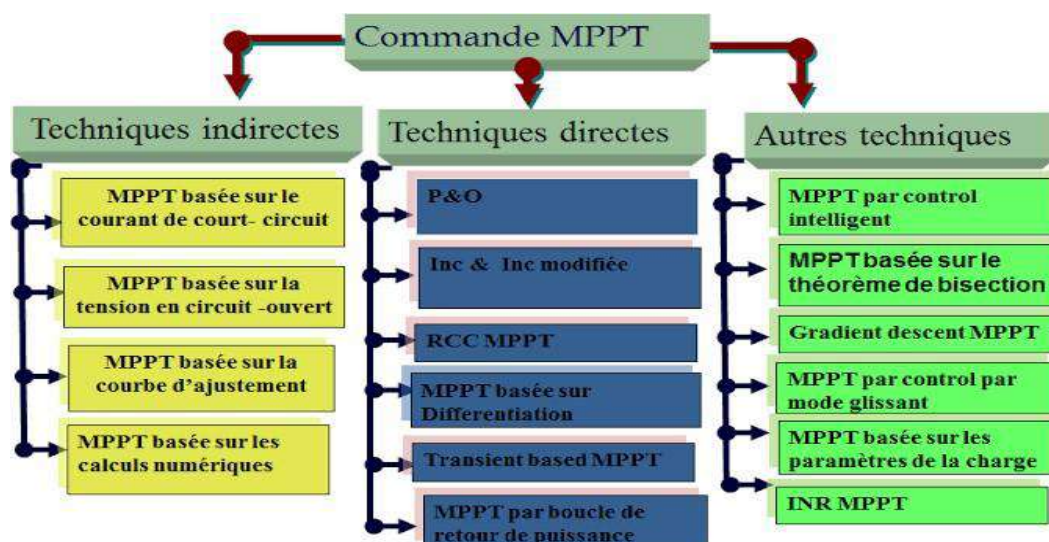 Commande MPPT
Techniques indirectes
MPPT basée sur le
courant de court- circuit
MPPT basée sur la
tension en circuit -ouvert
MPPT basée sur la
courbe d'ajustement
MPPT basée sur les
calculs numériques
Techniques directes
P&O
Inc & Inc modifiée
RCC MPPT
MPPT basée sur
Differentiation
Transient based MPPT
MPPT par boucle de
retour de puissance
Autres techniques
MPPT par control
intelligent
MPPT basée sur le
théorème de bisection
Gradient descent MPPT
MPPT par control par
mode glissant
MPPT basée sur les
paramètres de la charge
INR MPPT